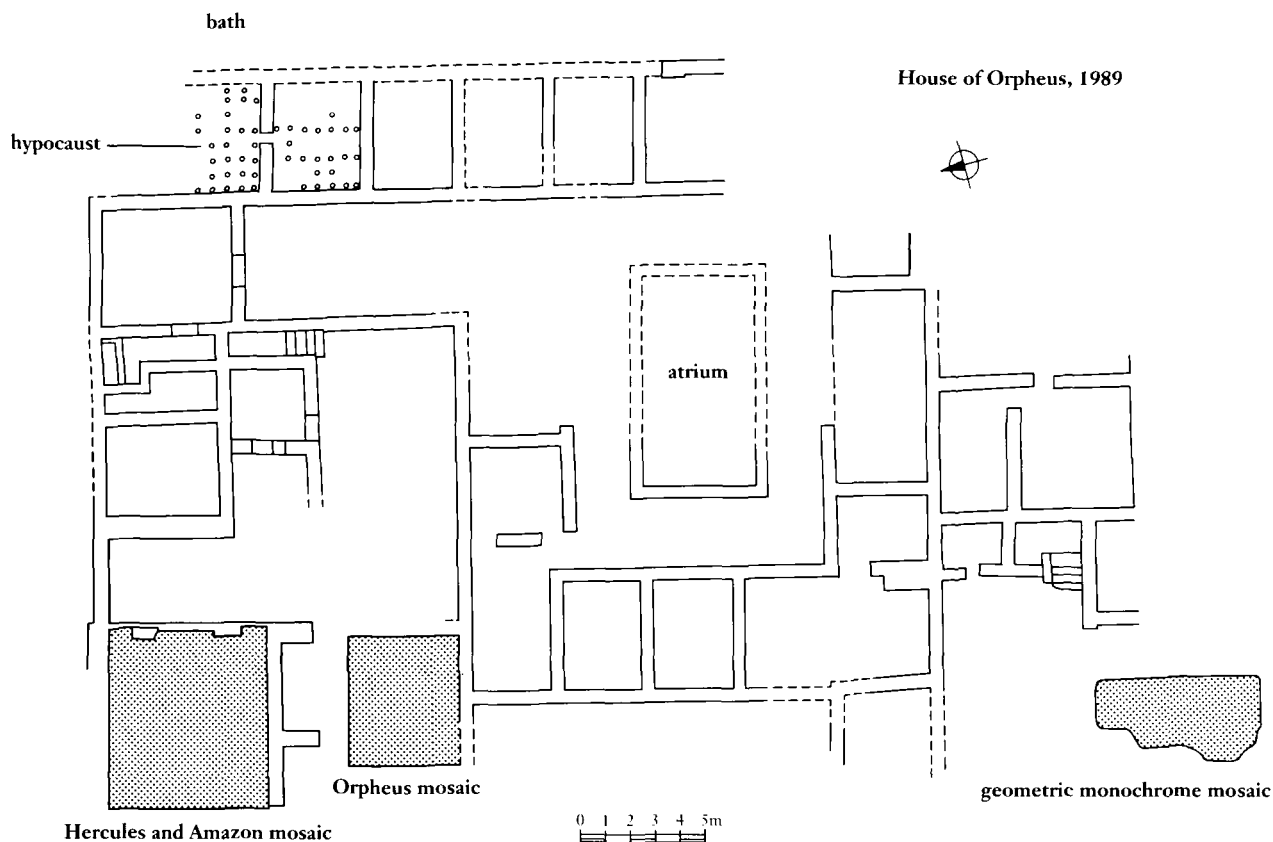 bath
House of Orpheus, 1989
hypocaust
atrium
Orpheus mosaic
geometric monochrome mosaic
Hercules and Amazon mosaic
0 1 2 3 4 5m